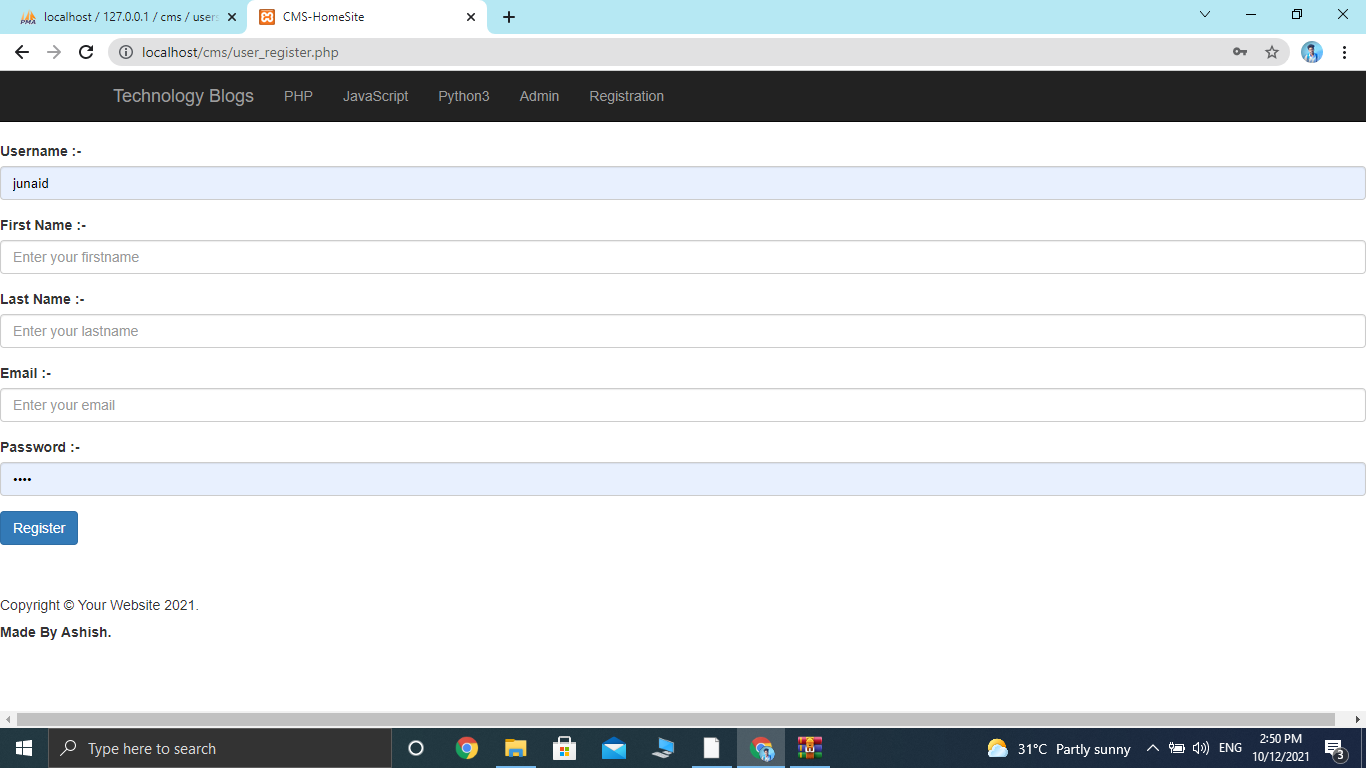 PMA
localhost / 127.0.0.1 / cms / users
CMS-HomeSite
localhost/cms/user_register.php
Technology Blogs PHP JavaScript Python3 Admin Registration
Username :-
junaid
First Name :-
Enter your firstname
Last Name :-
Enter your lastname
Email :-
Enter your email
Password :-
••••
Register
Copyright © Your Website 2021.
Made By Ashish.
Type here to search
31°C Partly sunny
ENG
2:50 PM
10/12/2021
3